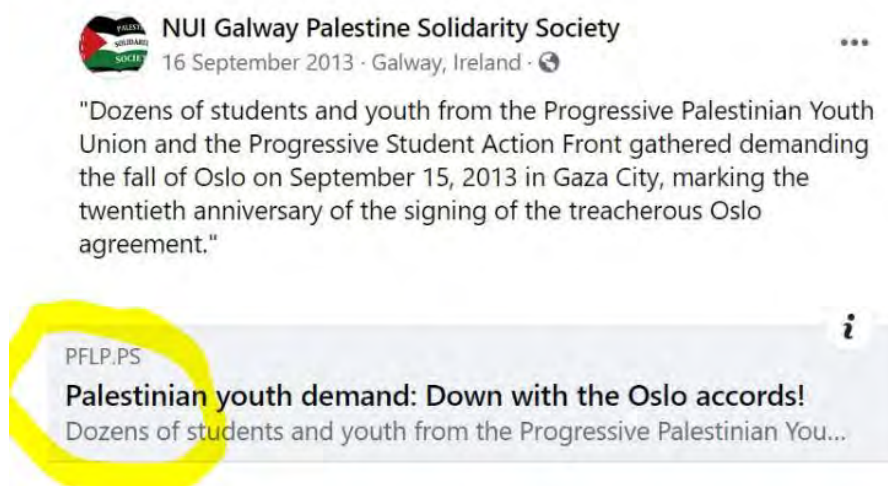 NUI Galway Palestine Solidarity Society
16 September 2013 · Galway, Ireland ·
"Dozens of students and youth from the Progressive Palestinian Youth
Union and the Progressive Student Action Front gathered demanding
the fall of Oslo on September 15, 2013 in Gaza City, marking the
twentieth anniversary of the signing of the treacherous Oslo
agreement."
PFLP.PS
Palestinian youth demand: Down with the Oslo accords!
Dozens of students and youth from the Progressive Palestinian You...